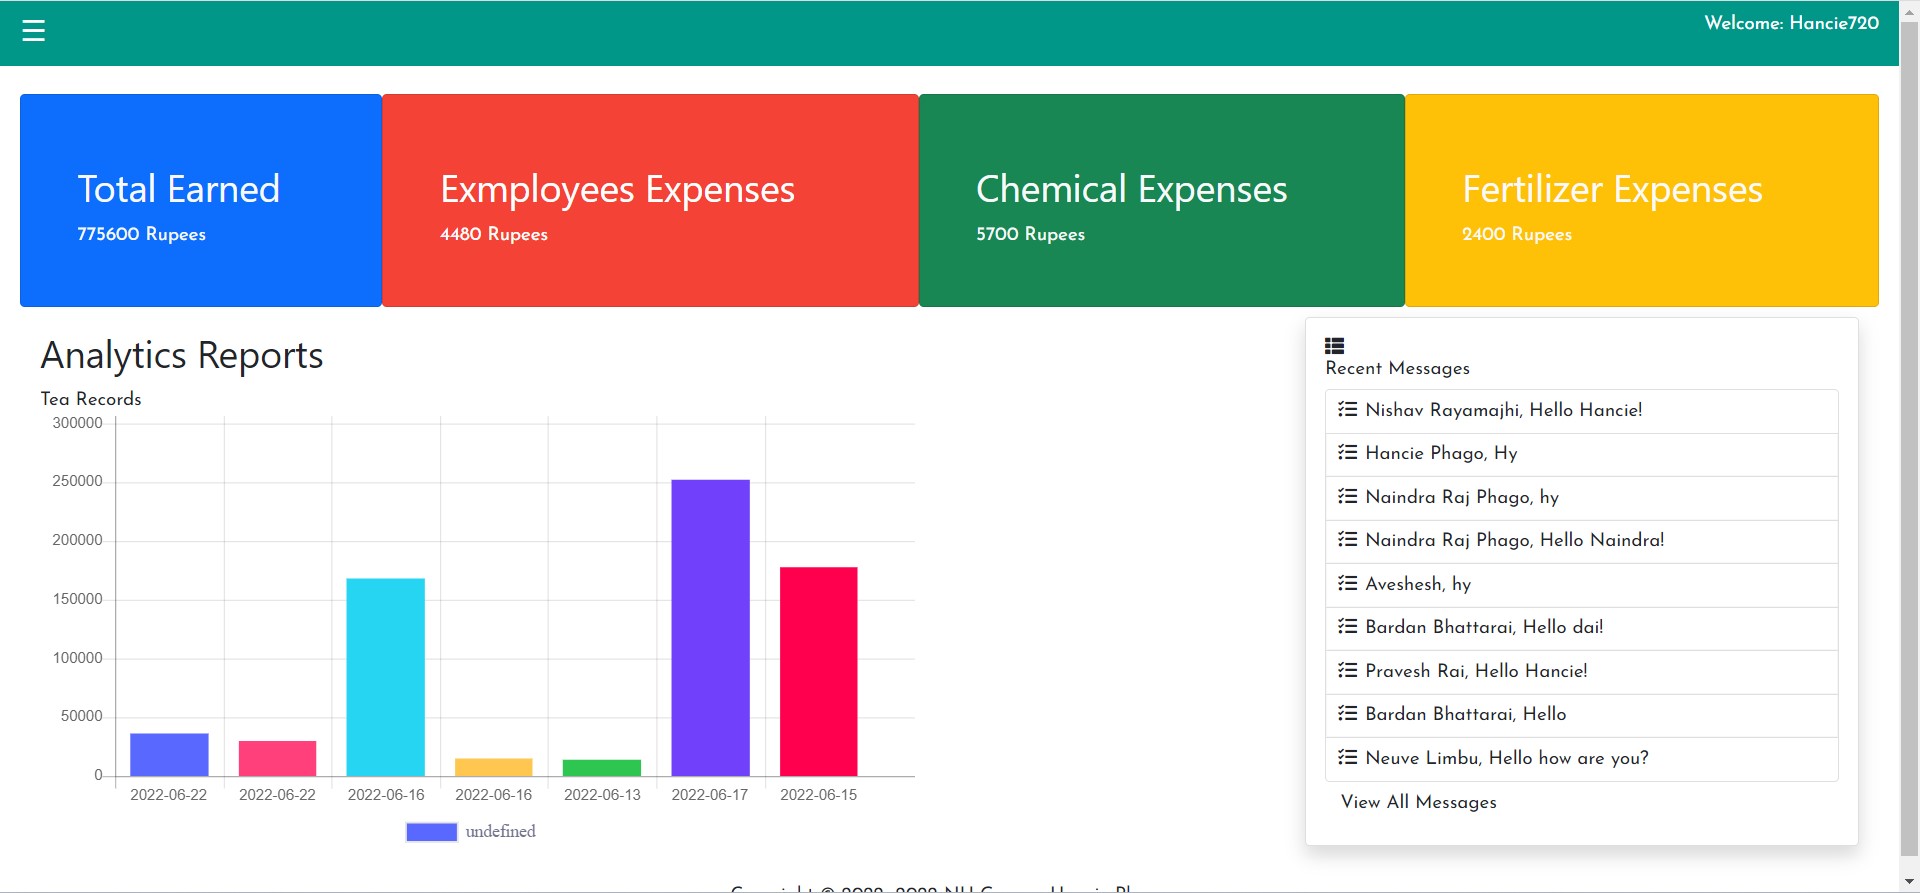 ☰
Welcome: Hancie720
Total Earned
775600 Rupees
Exmployees Expenses
4480 Rupees
Chemical Expenses
5700 Rupees
Fertilizer Expenses
2400 Rupees
Analytics Reports
Tea Records
300000
250000
200000
150000
100000
50000
0
2022-06-22 2022-06-22 2022-06-16 2022-06-16 2022-06-13 2022-06-17 2022-06-15
undefined
Recent Messages
Nishav Rayamajhi, Hello Hancie!
Hancie Phago, Hy
Naindra Raj Phago, hy
Naindra Raj Phago, Hello Naindra!
Aveshesh, hy
Bardan Bhattarai, Hello dai!
Pravesh Rai, Hello Hancie!
Bardan Bhattarai, Hello
Neuve Limbu, Hello how are you?
View All Messages
Copyright © 2022-2022